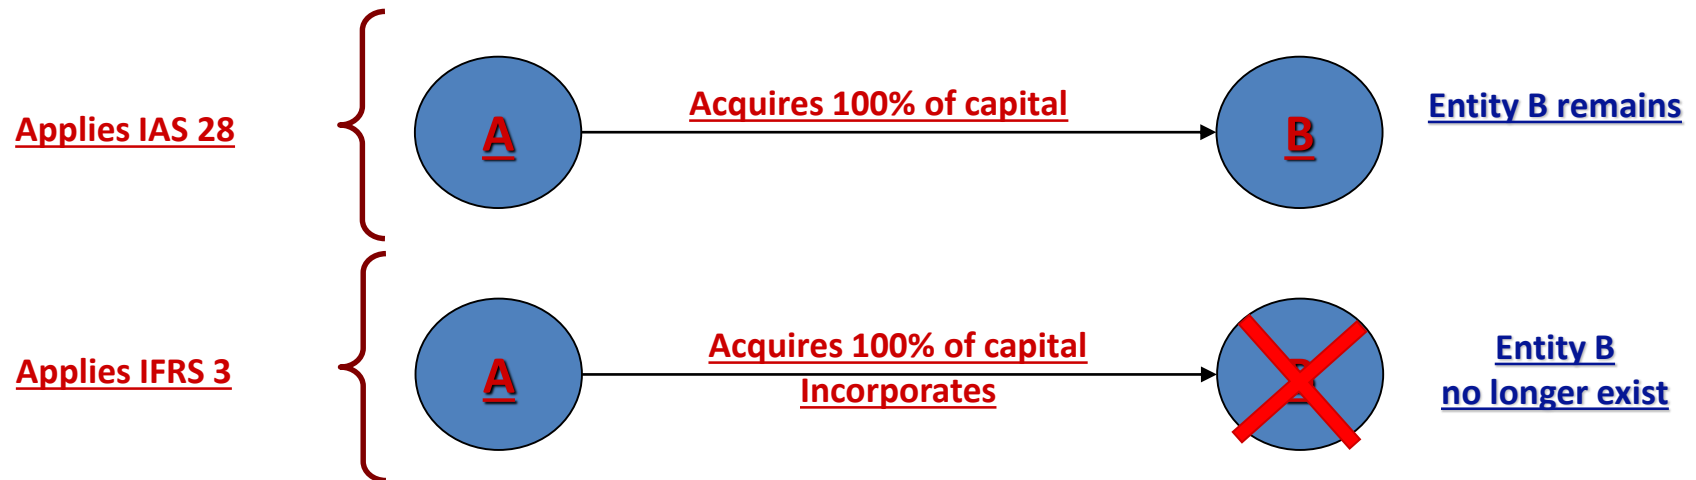 Applies IAS 28
A
Acquires 100% of capital
B
Entity B remains
Applies IFRS 3
A
Acquires 100% of capital
Incorporates
B
Entity B
no longer exist